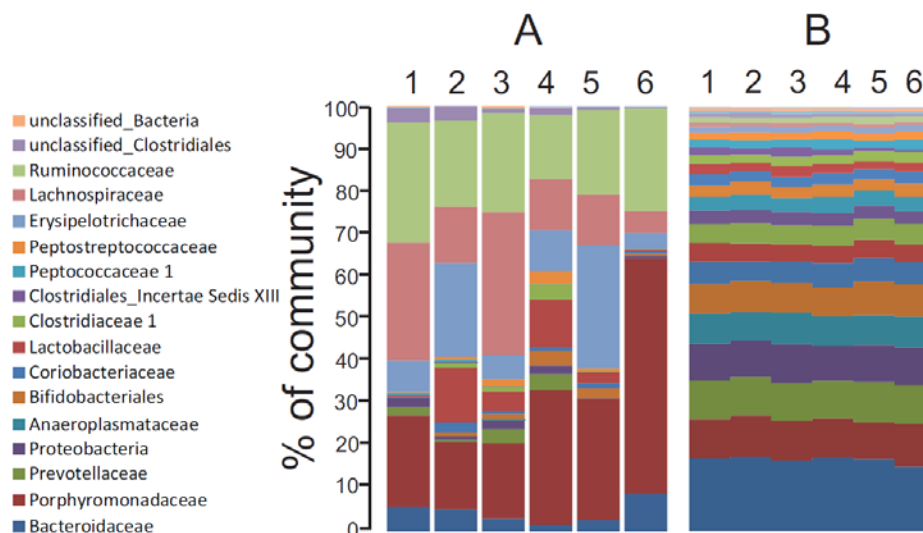 A B
1 2 3 4 5 6 1 2 3 4 5 6
% of community
100
90
80
70
60
50
40
30
20
10
0
unclassified_Bacteria
unclassified_Clostridiales
Ruminococcaceae
Lachnospiraceae
Erysipelotrichaceae
Peptostreptococcaceae
Peptococcaceae 1
Clostridiales_Incertae Sedis XIII
Clostridiaceae 1
Lactobacillaceae
Coriobacteriaceae
Bifidobacteriales
Anaeroplasmataceae
Proteobacteria
Prevotellaceae
Porphyromonadaceae
Bacteroidaceae